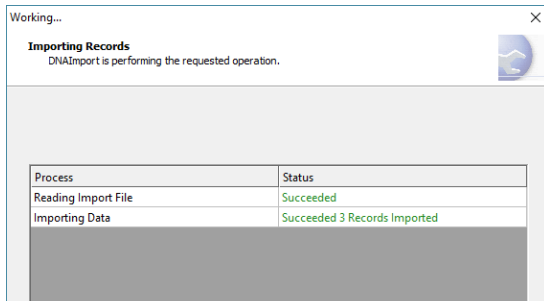 Working...
Importing Records
DNAImport is performing the requested operation.
Process Status
Reading Import File Succeeded
Importing Data Succeeded 3 Records Imported